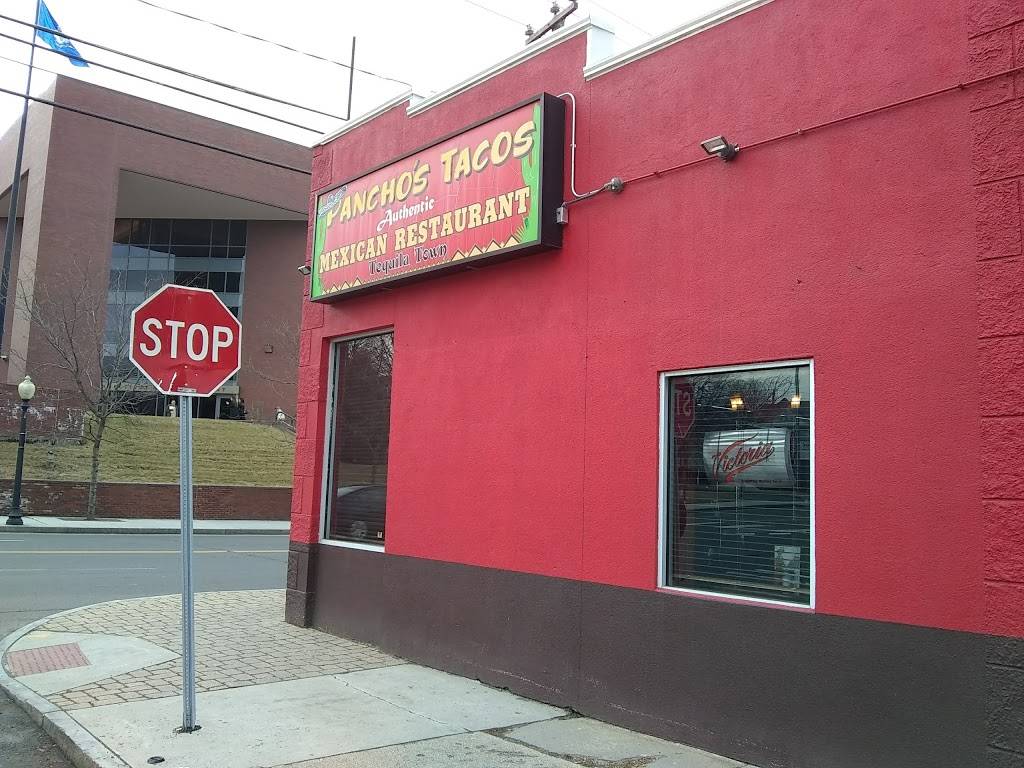 PANCHO'S TACOS
Authentic
MEXICAN RESTAURANT
Tequila Town
STOP
Victoria